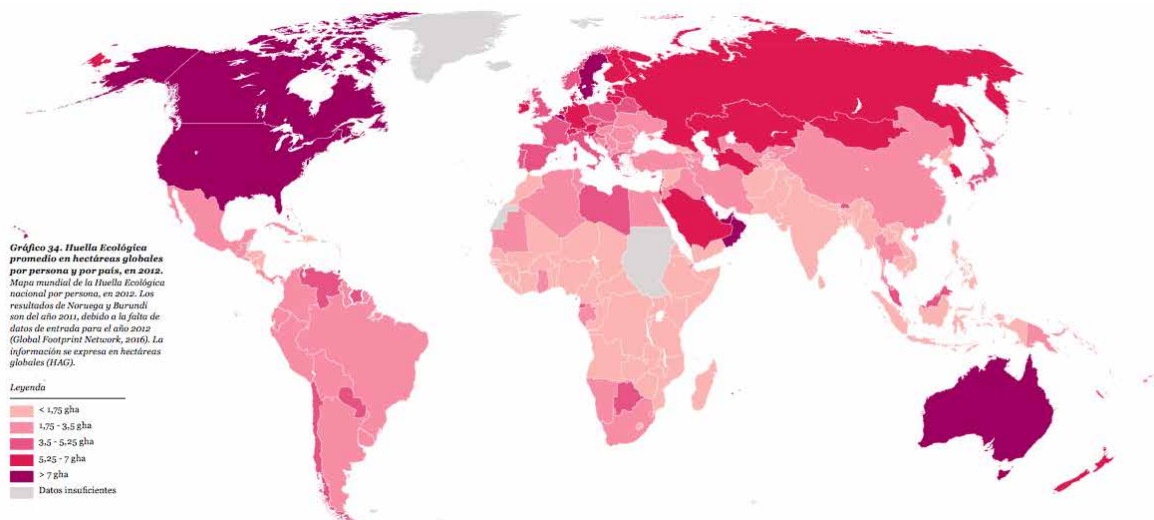 Gráfico 34. Huella Ecológica
promedio en hectáreas globales
por persona y por país, en 2012.
Mapa mundial de la Huella Ecológica
nacional por persona, en 2012. Los
resultados de Noruega y Burundi
son del año 2011, debido a la falta de
datos de entrada para el año 2012
(Global Footprint Network, 2016). La
información se expresa en hectáreas
globales (HAG).
Leyenda
< 1,75 gha
1,75 - 3,5 gha
3,5 - 5,25 gha
5,25 - 7 gha
> 7 gha
Datos insuficientes